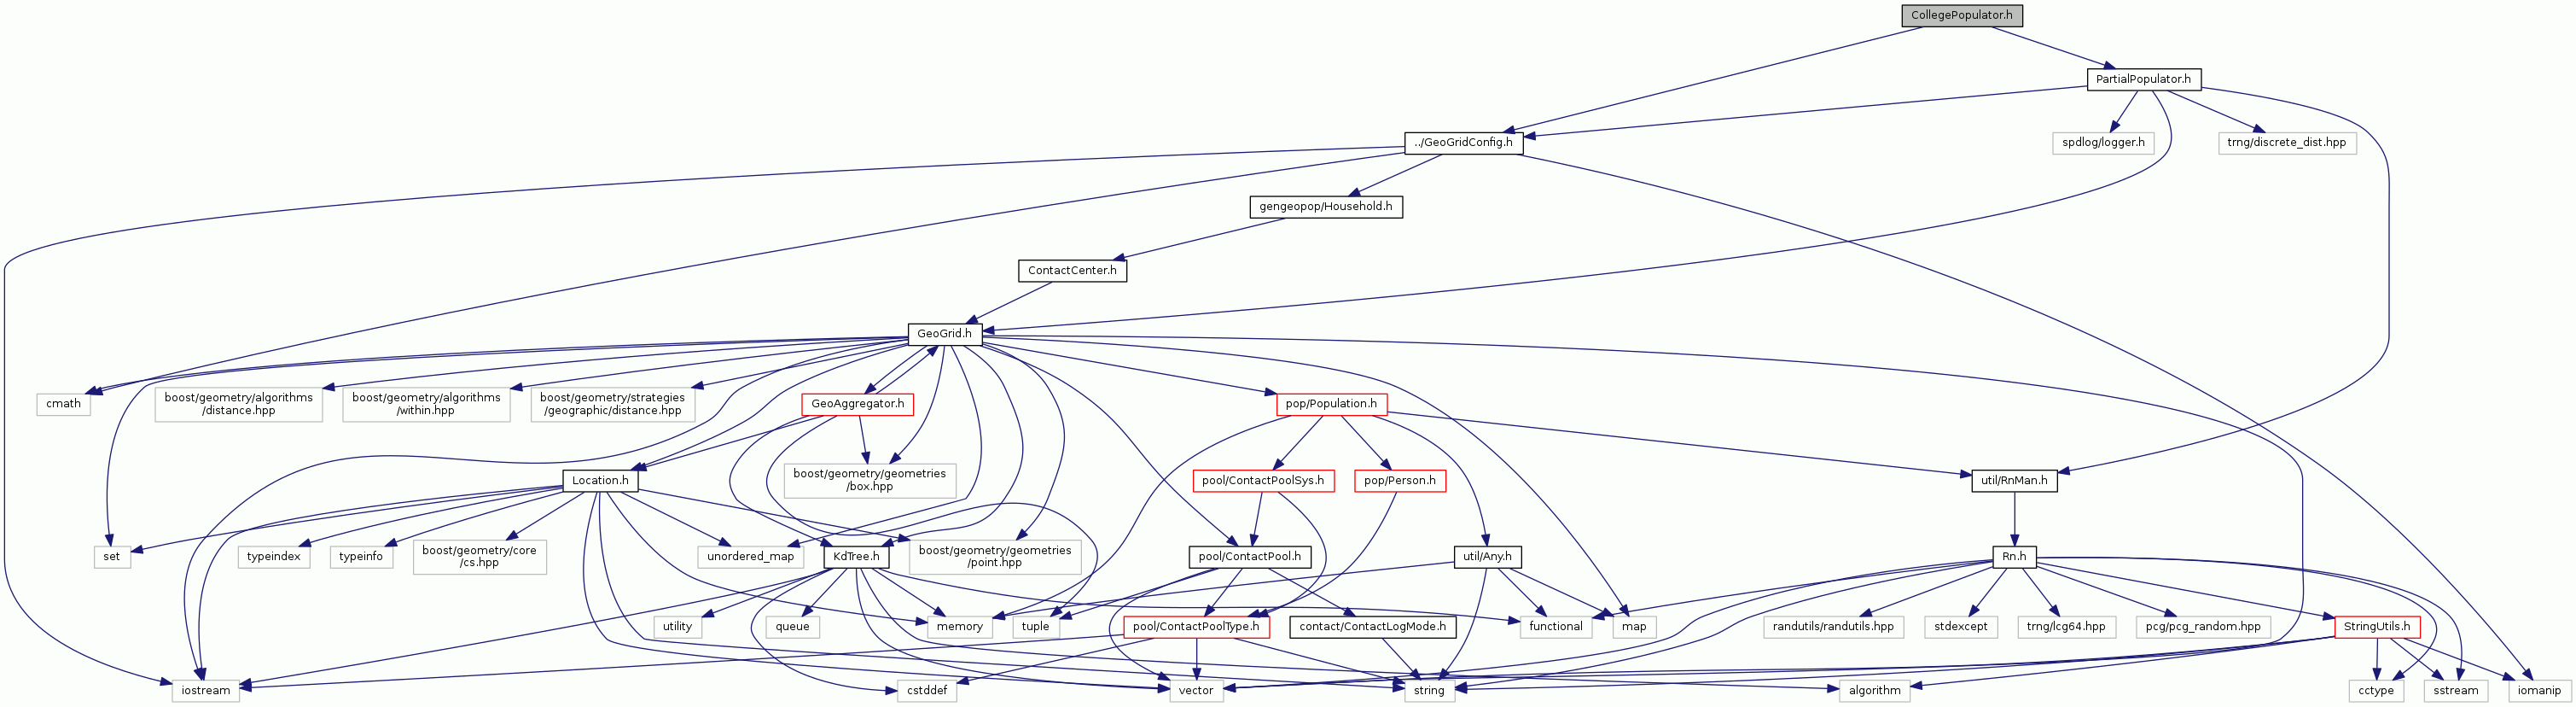 CollegePopulator.h
PartialPopulator.h
../GeoGridConfig.h
spdlog/logger.h
trng/discrete_dist.hpp
gengeopop/Household.h
ContactCenter.h
GeoGrid.h
cmath
boost/geometry/algorithms
/distance.hpp
boost/geometry/algorithms
/within.hpp
boost/geometry/strategies
/geographic/distance.hpp
GeoAggregator.h
pop/Population.h
Location.h
boost/geometry/geometries
/box.hpp
pool/ContactPoolSys.h
pop/Person.h
util/RnMan.h
set
typeindex
typeinfo
boost/geometry/core
/cs.hpp
unordered_map
KdTree.h
boost/geometry/geometries
/point.hpp
pool/ContactPool.h
util/Any.h
Rn.h
utility
queue
memory
tuple
pool/ContactPoolType.h
contact/ContactLogMode.h
functional
map
randutils/randutils.hpp
stdexcept
trng/lcg64.hpp
pcg/pcg_random.hpp
StringUtils.h
iostream
cstddef
vector
string
algorithm
cctype
sstream
iomanip